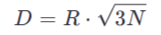 D = R · √3N